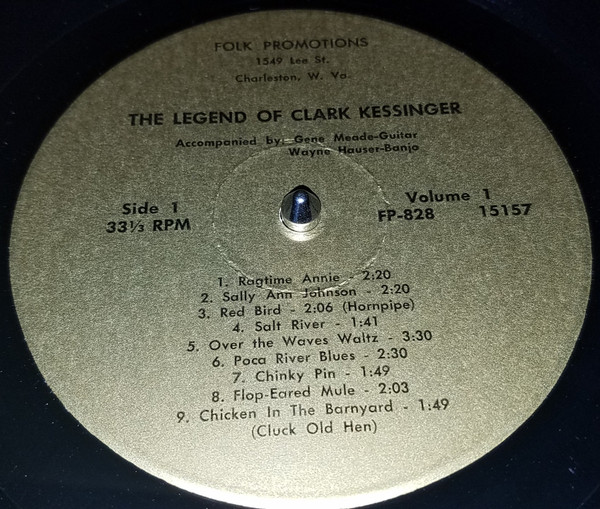 FOLK PROMOTIONS
1549 Lee St.
Charleston, W. Va.
THE LEGEND OF CLARK KESSINGER
Accompanied by: Gene Meade-Guitar
Wayne Hauser-Banjo
Side 1
33⅓ RPM
Volume 1
FP-828 15157
1. Ragtime Annie - 2:20
2. Sally Ann Johnson - 2:20
3. Red Bird - 2:06 (Hornpipe)
4. Salt River - 1:41
5. Over the Waves Waltz - 3:30
6. Poca River Blues - 2:30
7. Chinky Pin - 1:49
8. Flop-Eared Mule - 2:03
9. Chicken In The Barnyard - 1:49
(Cluck Old Hen)